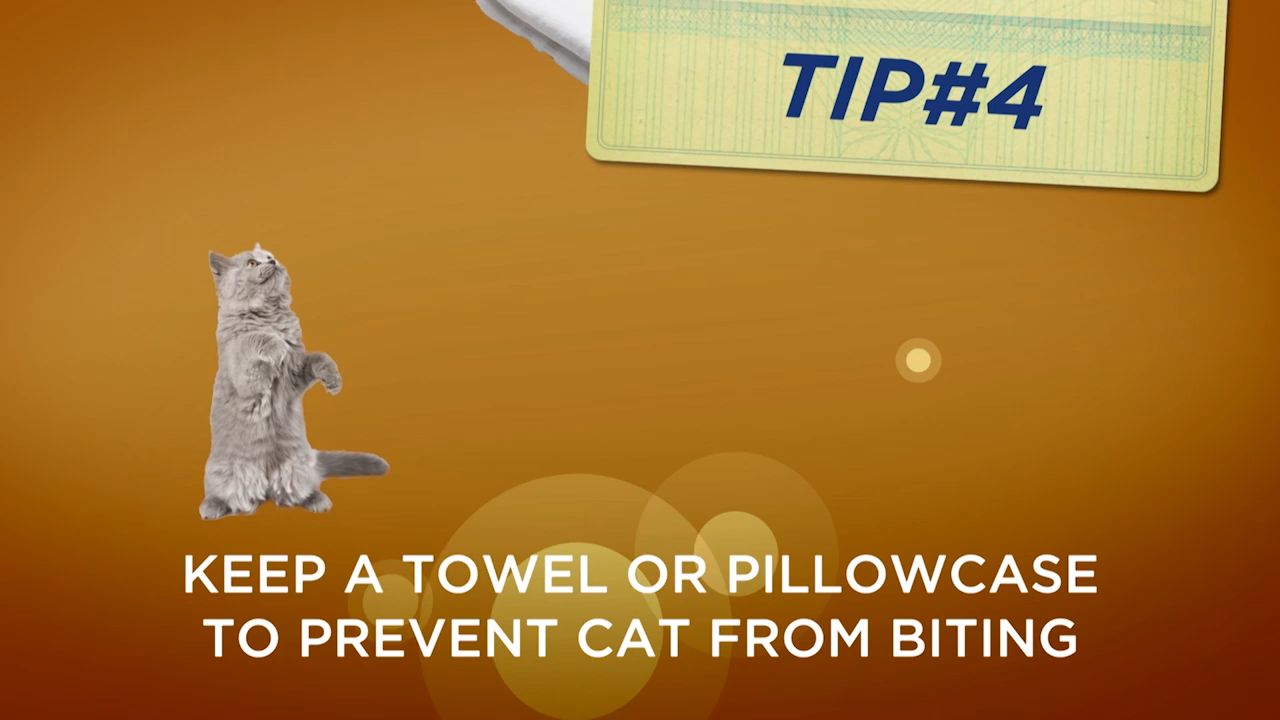 TIP#4
KEEP A TOWEL OR PILLOWCASE
TO PREVENT CAT FROM BITING